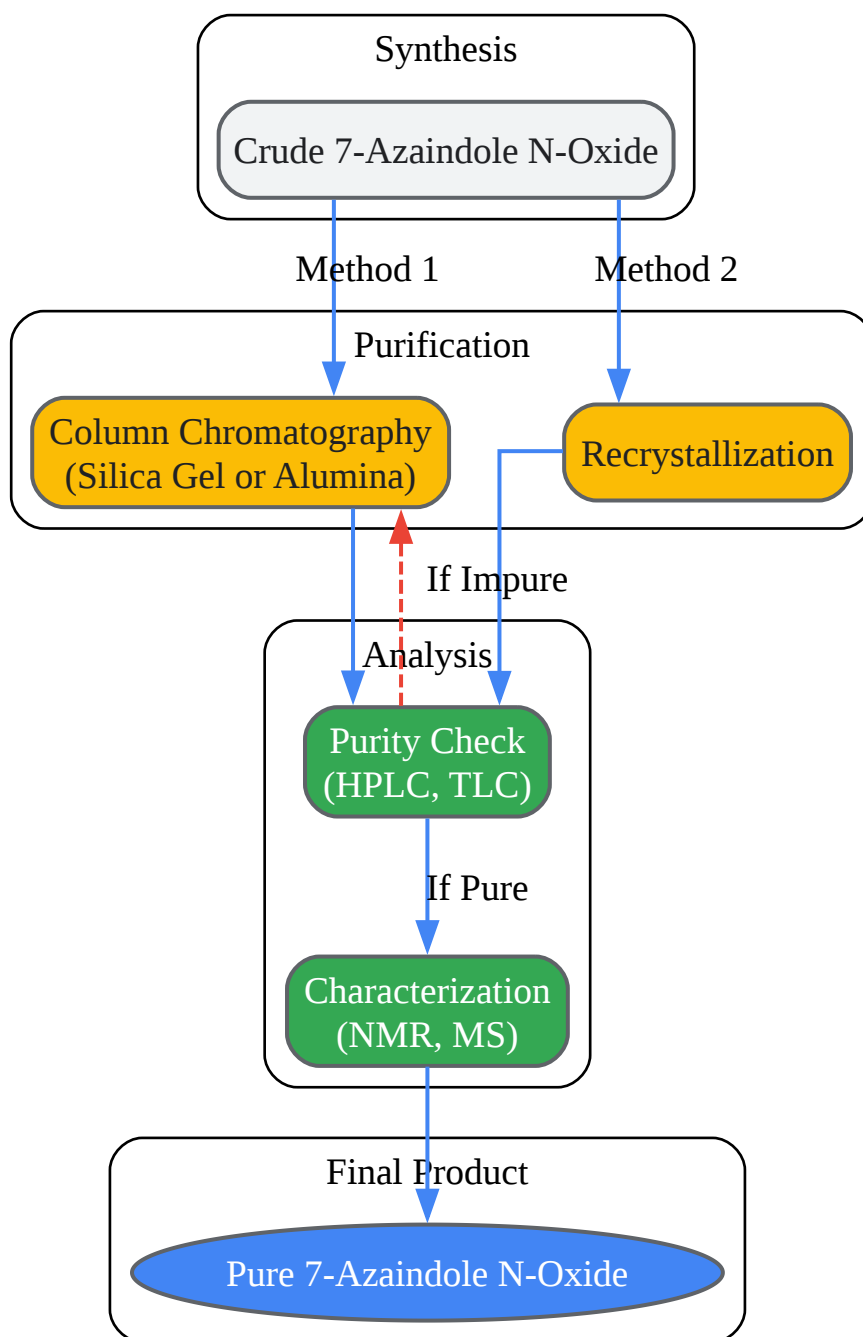 Synthesis
Crude 7-Azaindole N-Oxide
Method 1
Method 2
Purification
Column Chromatography
(Silica Gel or Alumina)
Recrystallization
If Impure
Analysis
Purity Check
(HPLC, TLC)
If Pure
Characterization
(NMR, MS)
Final Product
Pure 7-Azaindole N-Oxide